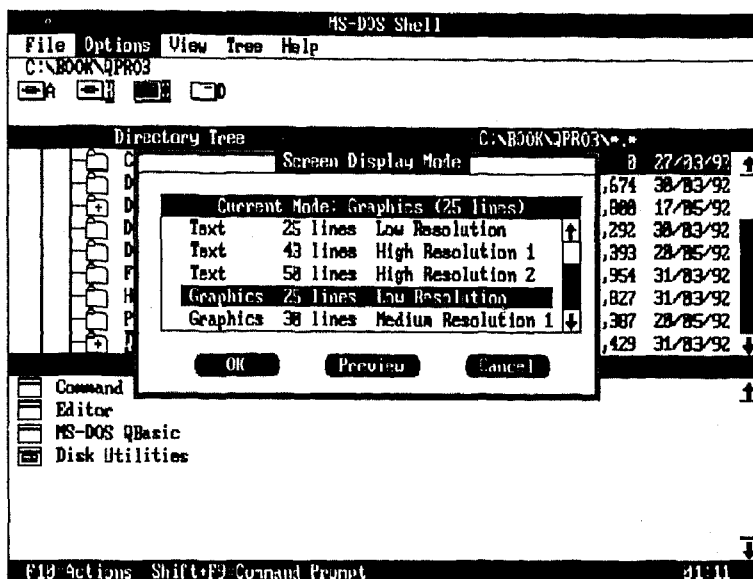 MS-DOS Shell
File Options View Tree Help
C:\BOOK\QPRO3
A D
Directory Tree C:\BOOK\QPRO3\*.*
Screen Display Mode
Current Mode: Graphics (25 lines)
Text 25 lines Low Resolution
Text 43 lines High Resolution 1
Text 50 lines High Resolution 2
Graphics 25 lines Low Resolution
Graphics 30 lines Medium Resolution 1
OK Preview Cancel
C 0 27/03/92
D ,674 30/03/92
D ,808 17/05/92
D ,292 30/03/92
D ,393 28/05/92
F ,954 31/03/92
H ,827 31/03/92
P ,387 28/05/92
,429 31/03/92
Command
Editor
MS-DOS QBasic
Disk Utilities
F10=Actions Shift+F9=Command Prompt 01:11